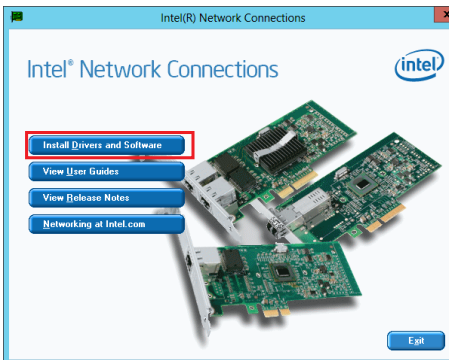 Intel(R) Network Connections
x
Intel® Network Connections
intel
Install Drivers and Software
View User Guides
View Release Notes
Networking at Intel.com
Exit